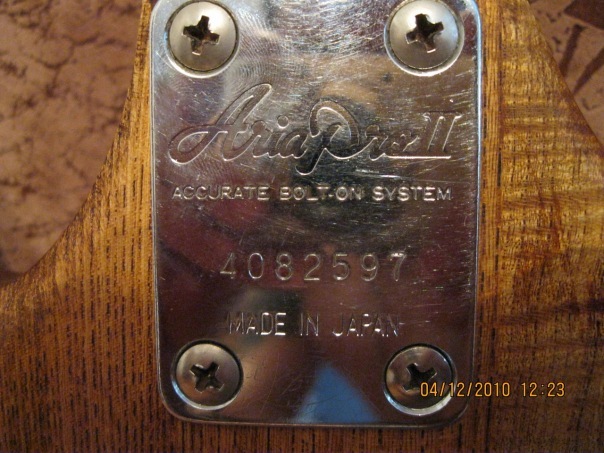 Aria Pro II
ACCURATE BOLT-ON SYSTEM
4082597
MADE IN JAPAN
04/12/2010 12:23